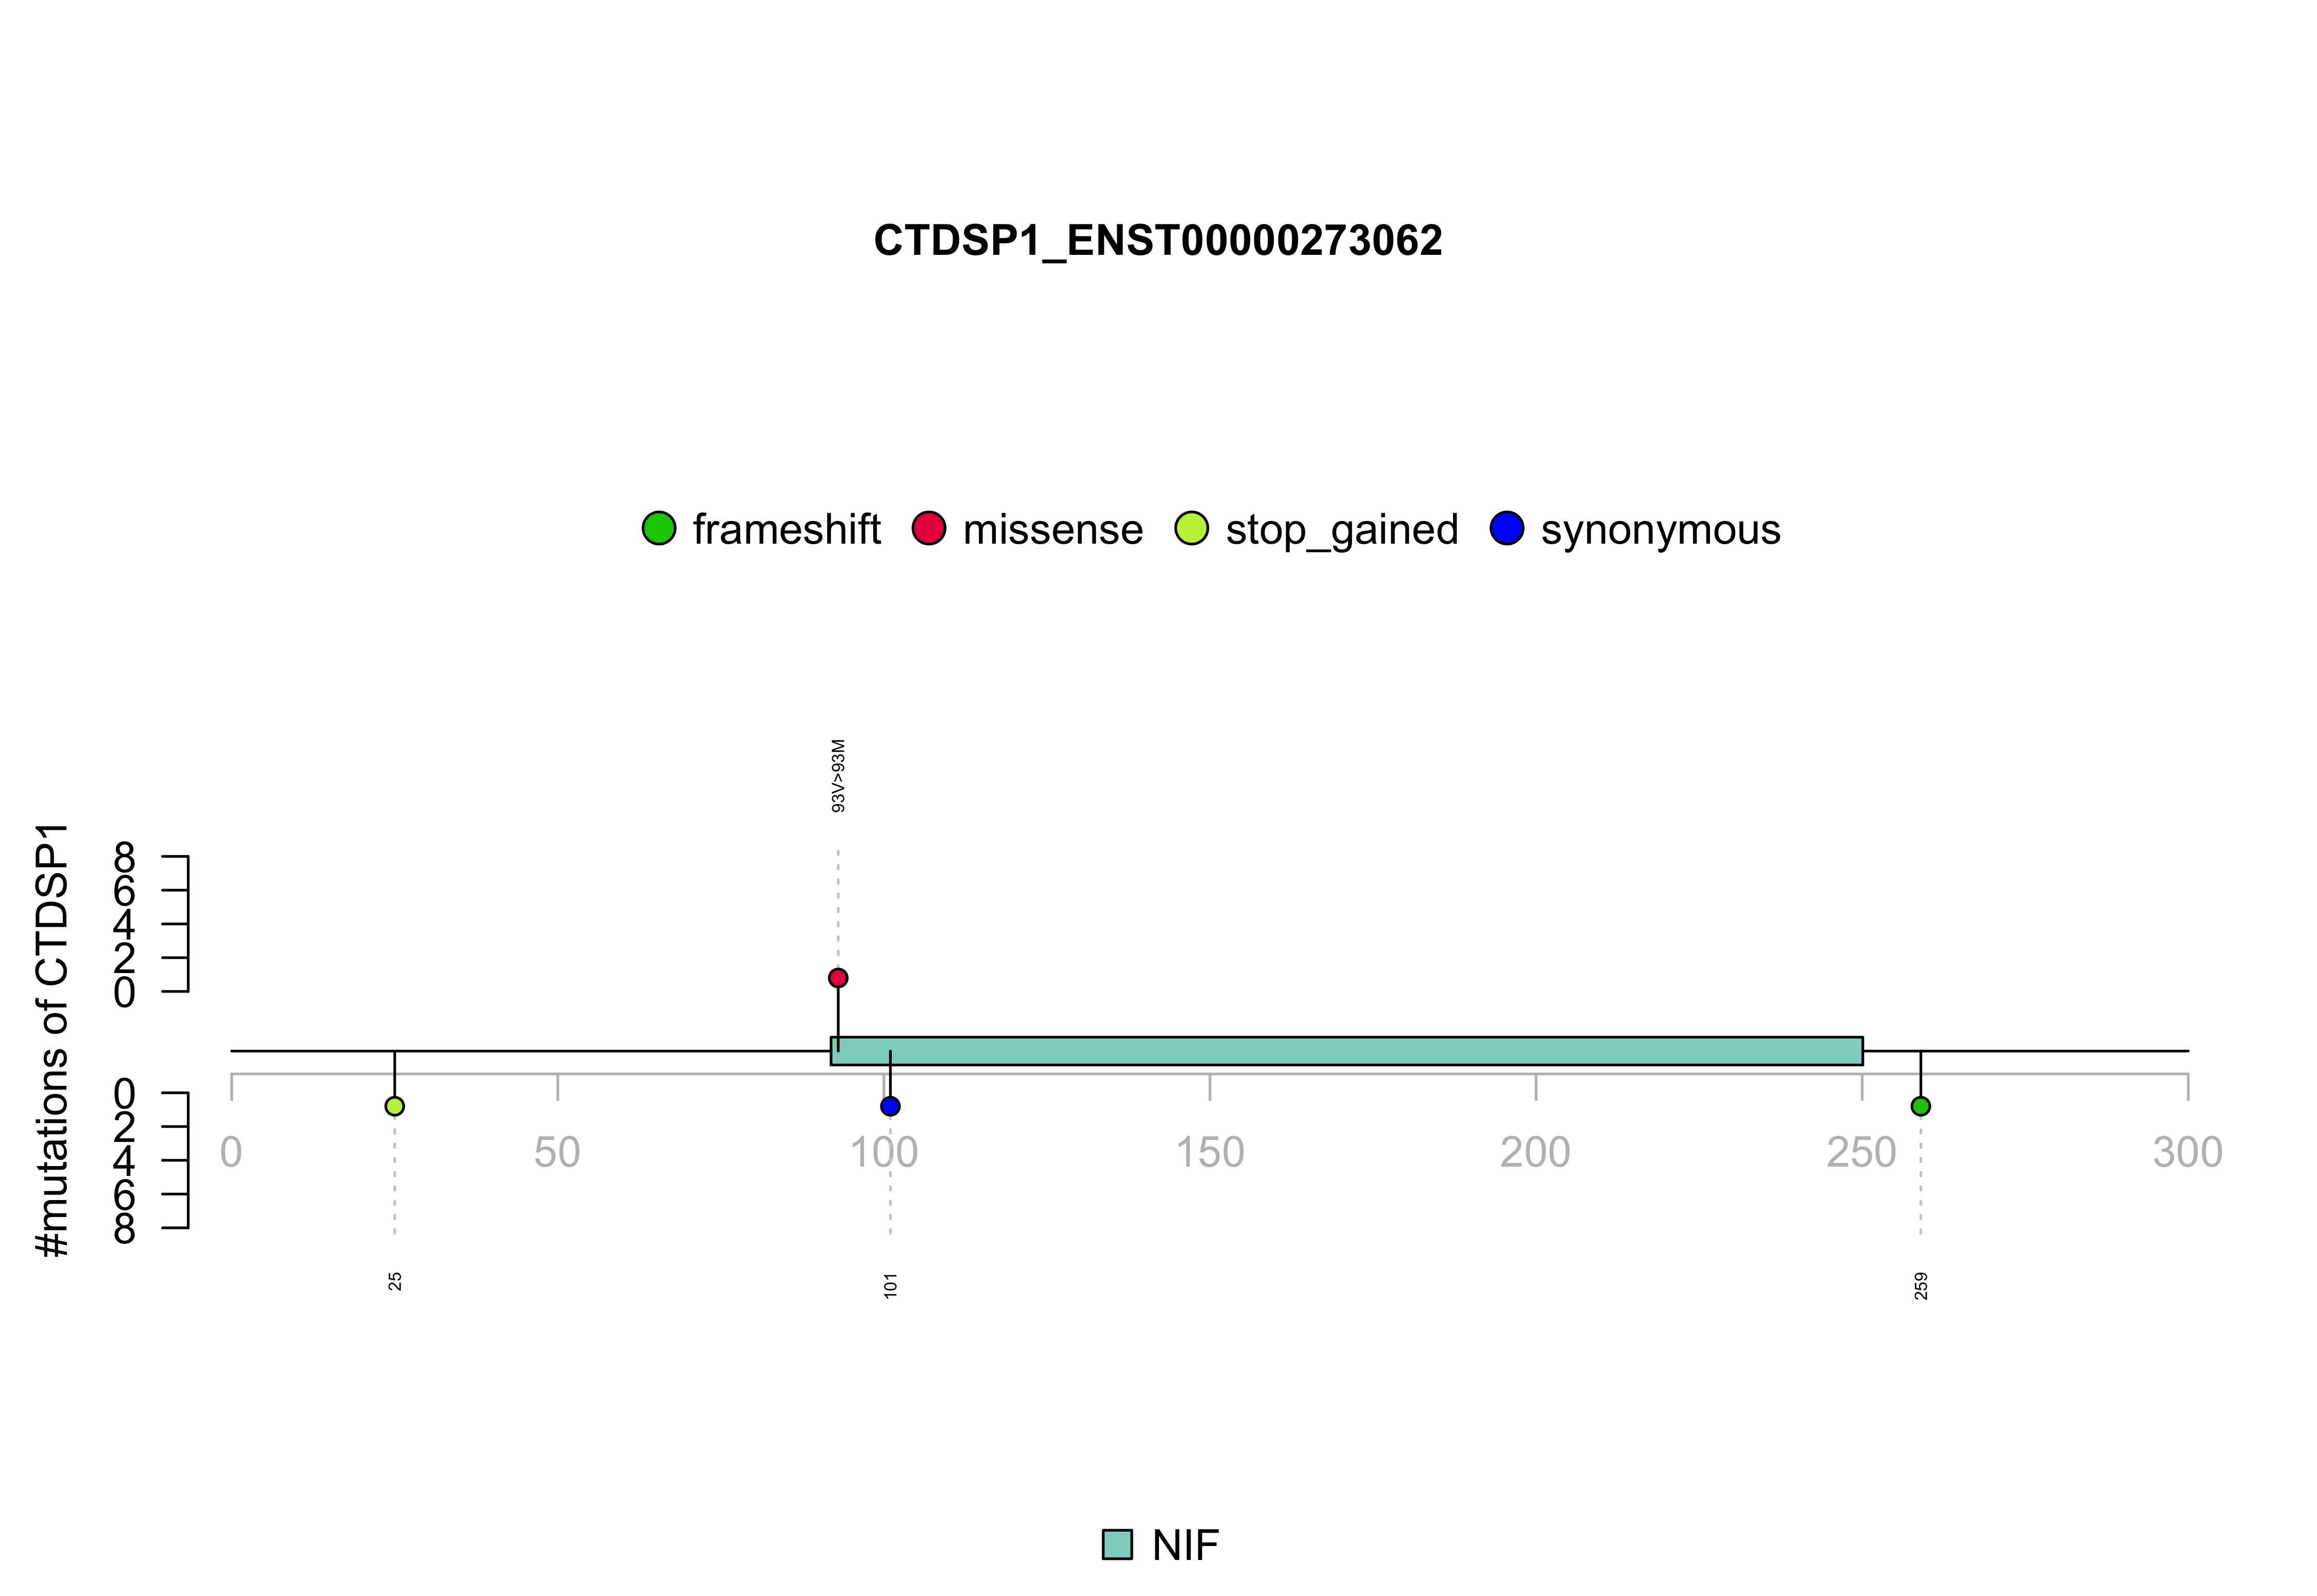 CTDSP1_ENST00000273062
frameshift missense stop_gained synonymous
93V>93M
#mutations of CTDSP1
8
6
4
2
0
0
2
4
6
8
0 50 100 150 200 250 300
25 101 259
NIF